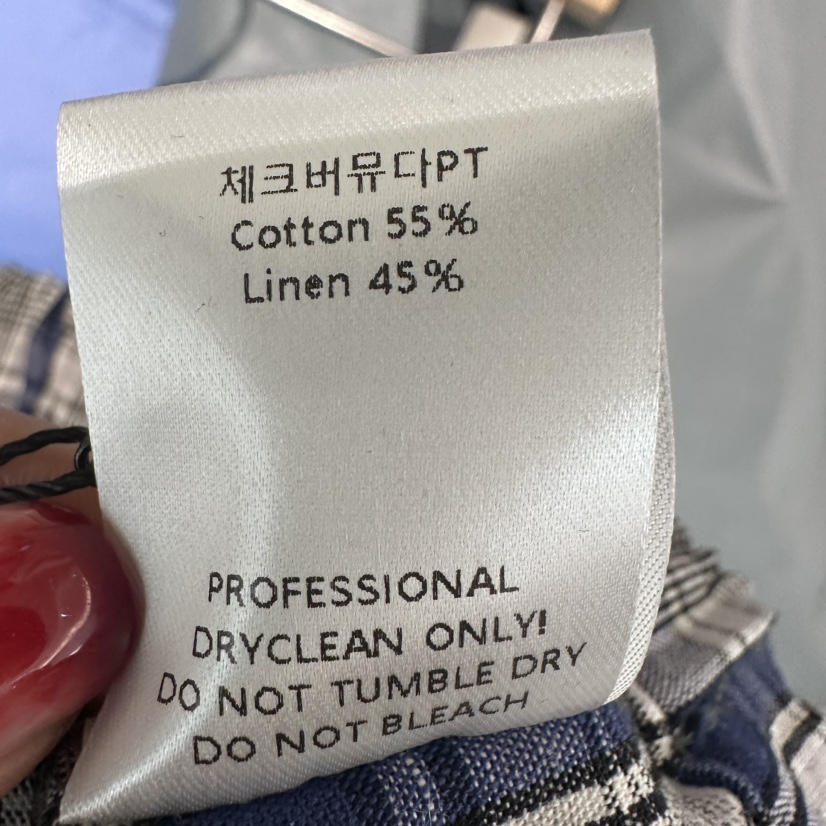 체크버뮤다PT
Cotton 55%
Linen 45%
PROFESSIONAL
DRYCLEAN ONLY!
DO NOT TUMBLE DRY
DO NOT BLEACH